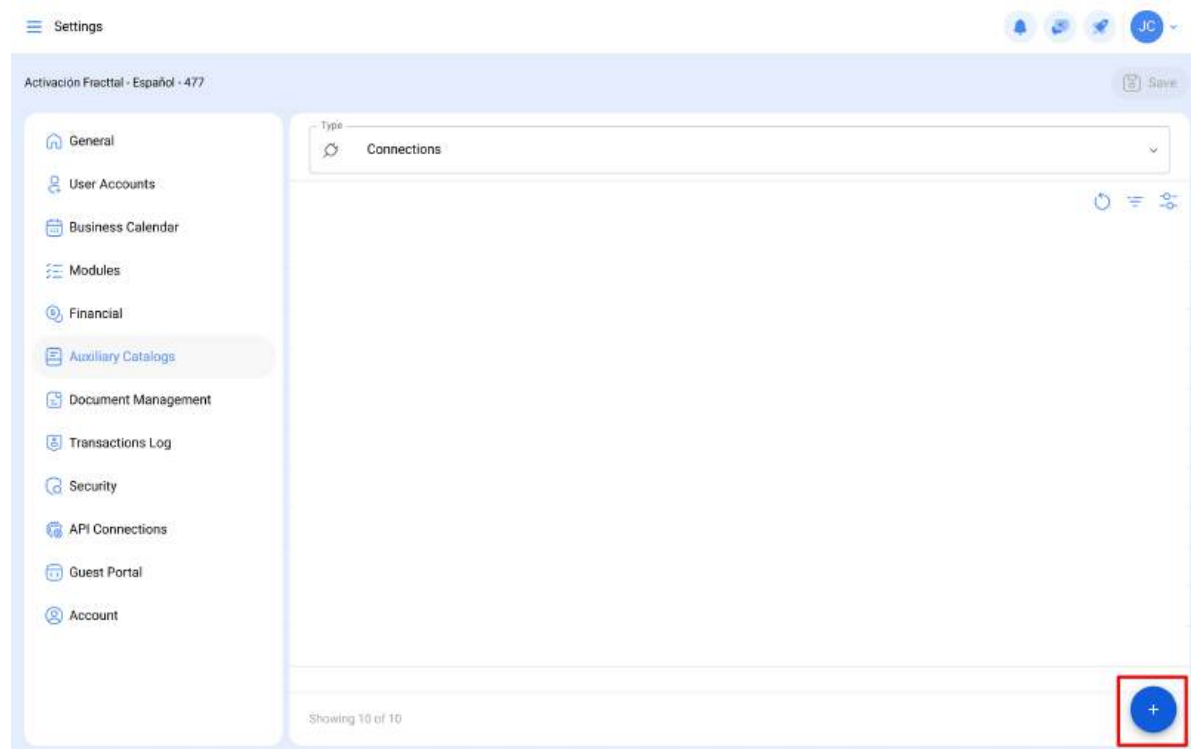 Settings
JC
Activación Fracttal - Español - 477
Save
General
User Accounts
Business Calendar
Modules
Financial
Auxiliary Catalogs
Document Management
Transactions Log
Security
API Connections
Guest Portal
Account
Type
Connections
Showing 10 of 10
+